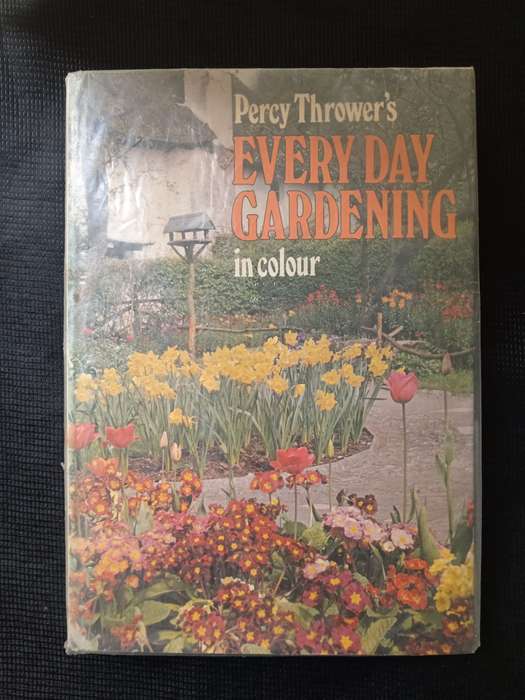 Percy Thrower's
EVERY DAY
GARDENING
in colour